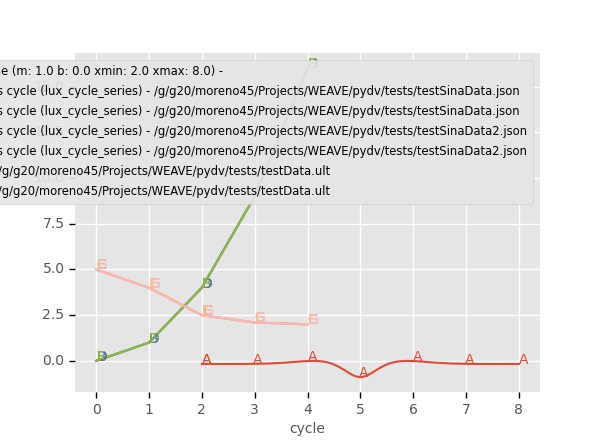 e (m: 1.0 b: 0.0 xmin: 2.0 xmax: 8.0) -
s cycle (lux_cycle_series) - /g/g20/moreno45/Projects/WEAVE/pydv/tests/testSinaData.json
s cycle (lux_cycle_series) - /g/g20/moreno45/Projects/WEAVE/pydv/tests/testSinaData.json
s cycle (lux_cycle_series) - /g/g20/moreno45/Projects/WEAVE/pydv/tests/testSinaData2.json
s cycle (lux_cycle_series) - /g/g20/moreno45/Projects/WEAVE/pydv/tests/testSinaData2.json
/g/g20/moreno45/Projects/WEAVE/pydv/tests/testData.ult
/g/g20/moreno45/Projects/WEAVE/pydv/tests/testData.ult
7.5
5.0
2.5
0.0
A A A A A A A
0 1 2 3 4 5 6 7 8
cycle